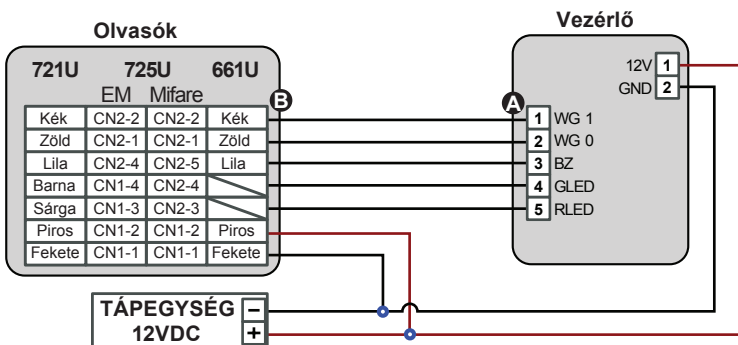 Olvasók
721U 725U 661U
EM Mifare
B
Kék CN2-2 CN2-2 Kék
Zöld CN2-1 CN2-1 Zöld
Lila CN2-4 CN2-5 Lila
Barna CN1-4 CN2-4
Sárga CN1-3 CN2-3
Piros CN1-2 CN1-2 Piros
Fekete CN1-1 CN1-1 Fekete
Vezérlő
12V 1
GND 2
A
1 WG 1
2 WG 0
3 BZ
4 GLED
5 RLED
TÁPEGYSÉG −
12VDC +